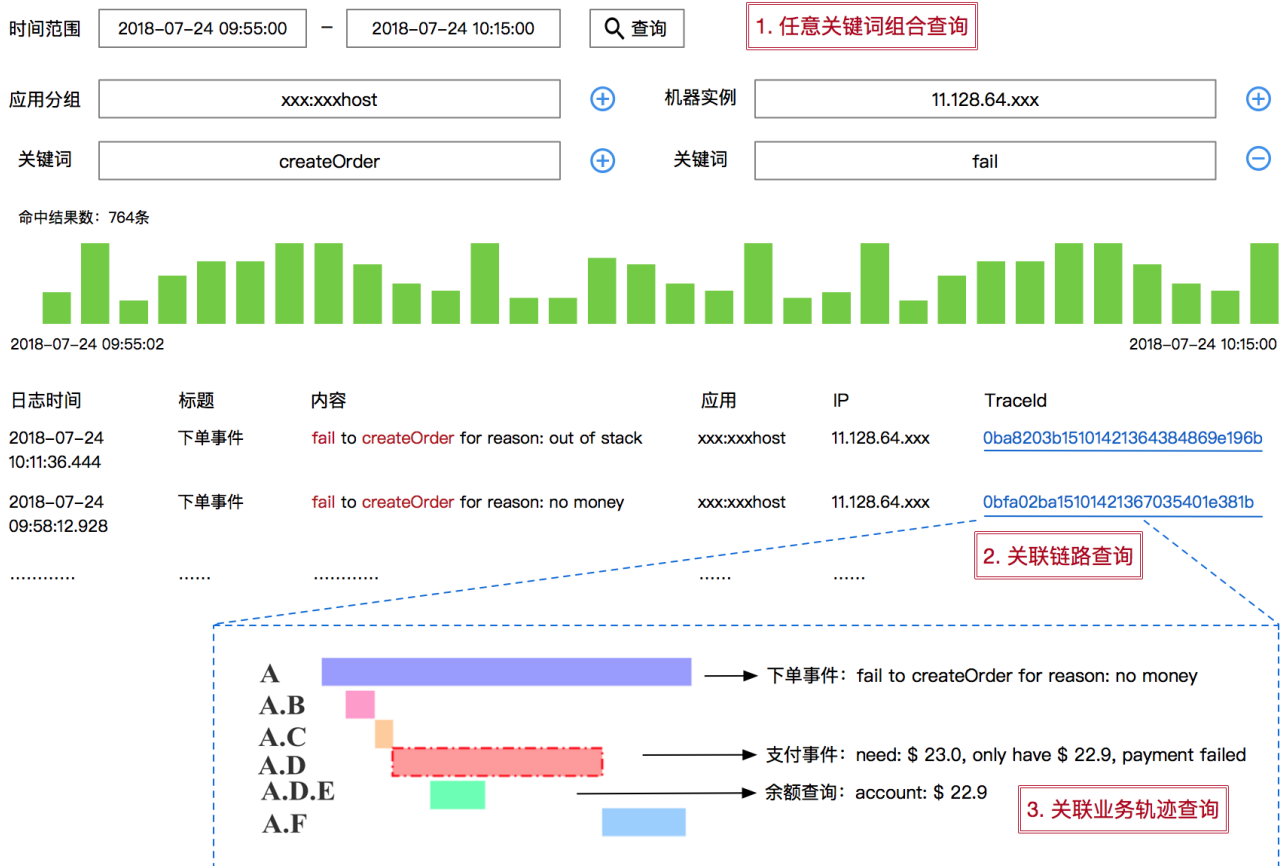 时间范围 2018-07-24 09:55:00 – 2018-07-24 10:15:00 查询 1. 任意关键词组合查询
应用分组 xxx:xxxhost 机器实例 11.128.64.xxx
关键词 createOrder 关键词 fail
命中结果数：764条
2018-07-24 09:55:02 2018-07-24 10:15:00
日志时间 标题 内容 应用 IP TraceId
2018-07-24 下单事件 fail to createOrder for reason: out of stack xxx:xxxhost 11.128.64.xxx 0ba8203b15101421364384869e196b
10:11:36.444
2018-07-24 下单事件 fail to createOrder for reason: no money xxx:xxxhost 11.128.64.xxx 0bfa02ba15101421367035401e381b
09:58:12.928
2. 关联链路查询
............ ...... ............ ...... ......
A 下单事件：fail to createOrder for reason: no money
A.B
A.C
A.D 支付事件：need: $ 23.0, only have $ 22.9, payment failed
A.D.E 余额查询：account: $ 22.9
3. 关联业务轨迹查询
A.F